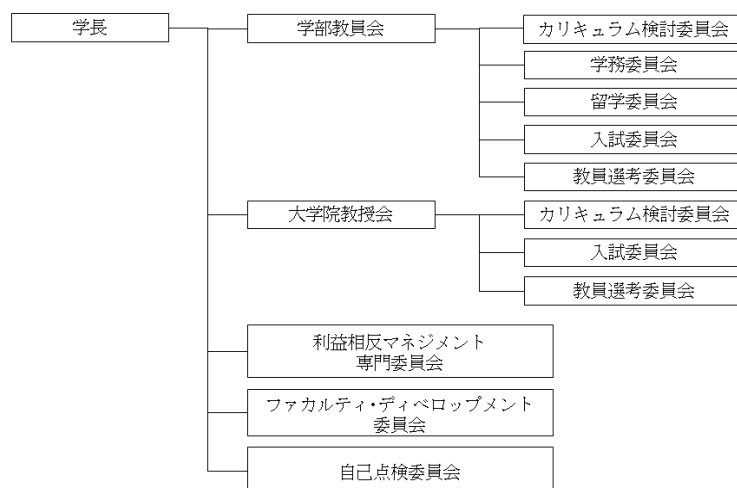 学長
学部教員会
カリキュラム検討委員会
学務委員会
留学委員会
入試委員会
教員選考委員会
大学院教授会
カリキュラム検討委員会
入試委員会
教員選考委員会
利益相反マネジメント
専門委員会
ファカルティ・ディベロップメント
委員会
自己点検委員会